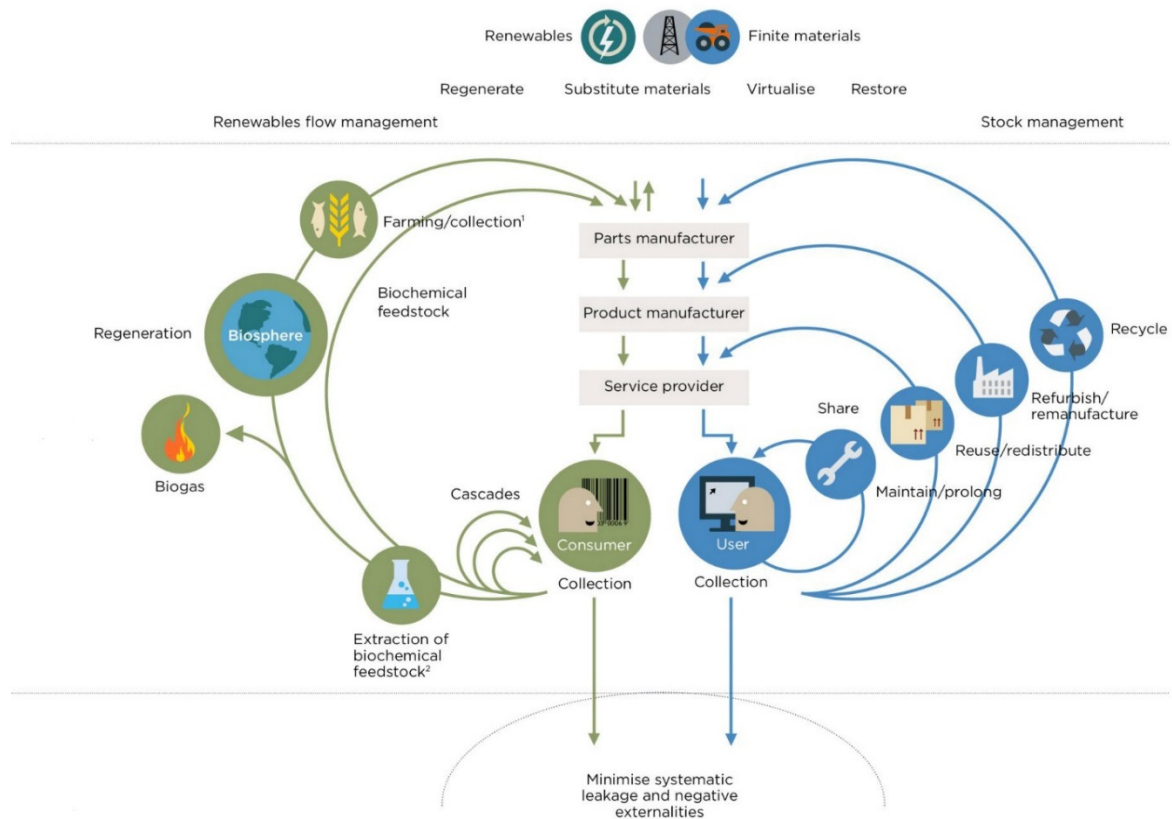 Renewables
Finite materials
Regenerate Substitute materials Virtualise Restore
Renewables flow management
Stock management
Farming/collection¹
Parts manufacturer
Biochemical
feedstock
Product manufacturer
Regeneration
Biosphere
Recycle
Service provider
Share
Refurbish/
remanufacture
Reuse/redistribute
Biogas
Cascades
Maintain/prolong
Consumer
User
Collection
Collection
Extraction of
biochemical
feedstock²
Minimise systematic
leakage and negative
externalities